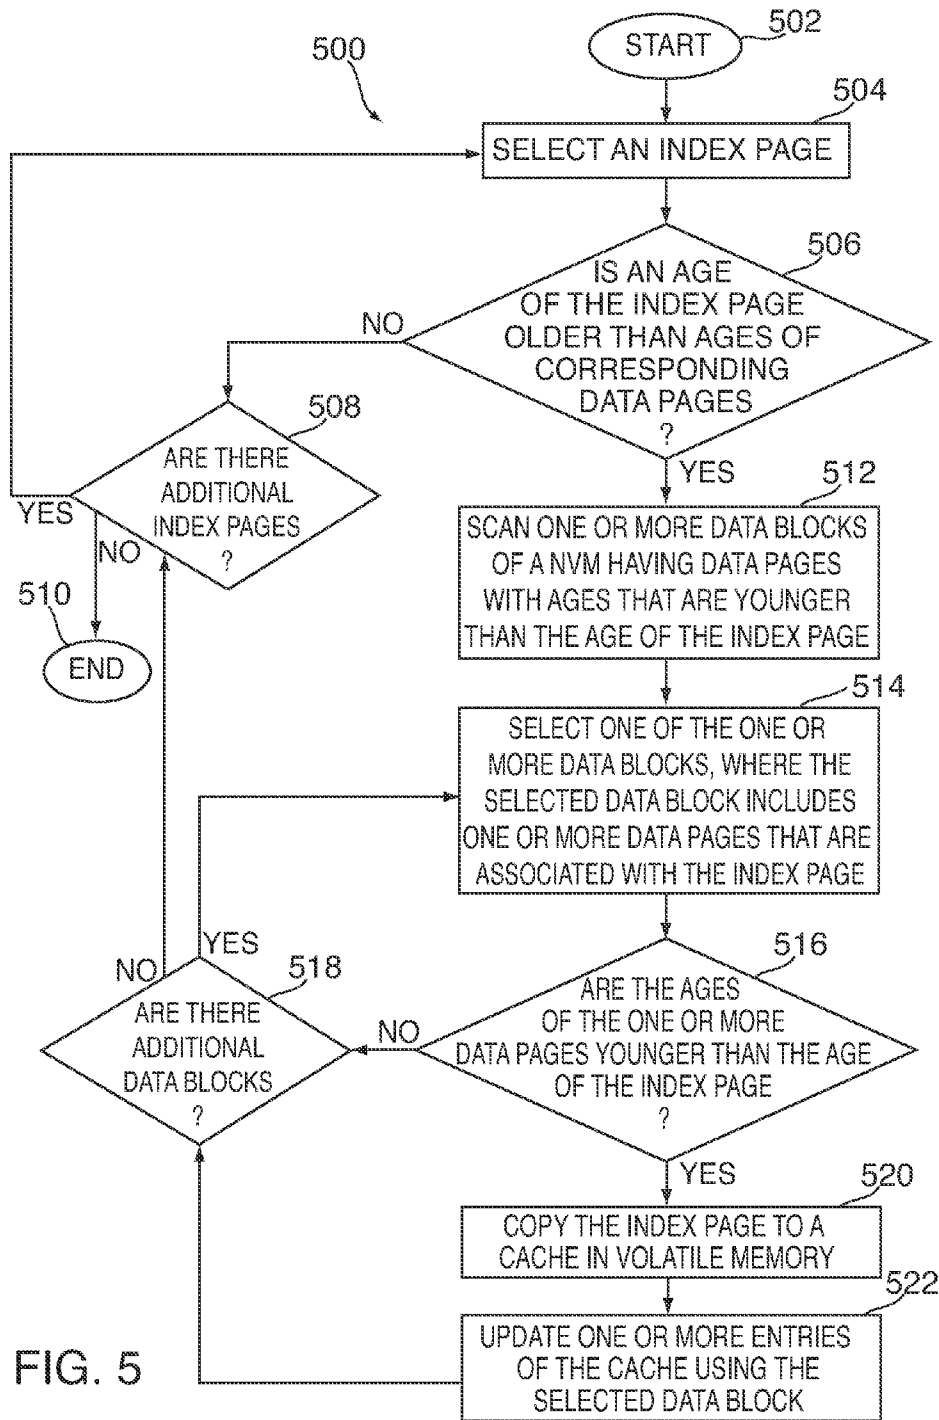 500
START
502
504
SELECT AN INDEX PAGE
506
IS AN AGE
OF THE INDEX PAGE
OLDER THAN AGES OF
CORRESPONDING
DATA PAGES
?
NO
YES
508
ARE THERE
ADDITIONAL
INDEX PAGES
?
YES
NO
510
END
512
SCAN ONE OR MORE DATA BLOCKS
OF A NVM HAVING DATA PAGES
WITH AGES THAT ARE YOUNGER
THAN THE AGE OF THE INDEX PAGE
514
SELECT ONE OF THE ONE OR
MORE DATA BLOCKS, WHERE THE
SELECTED DATA BLOCK INCLUDES
ONE OR MORE DATA PAGES THAT ARE
ASSOCIATED WITH THE INDEX PAGE
516
ARE THE AGES
OF THE ONE OR MORE
DATA PAGES YOUNGER THAN THE AGE
OF THE INDEX PAGE
?
NO
YES
518
NO
YES
ARE THERE
ADDITIONAL
DATA BLOCKS
?
520
COPY THE INDEX PAGE TO A
CACHE IN VOLATILE MEMORY
522
UPDATE ONE OR MORE ENTRIES
OF THE CACHE USING THE
SELECTED DATA BLOCK
FIG. 5